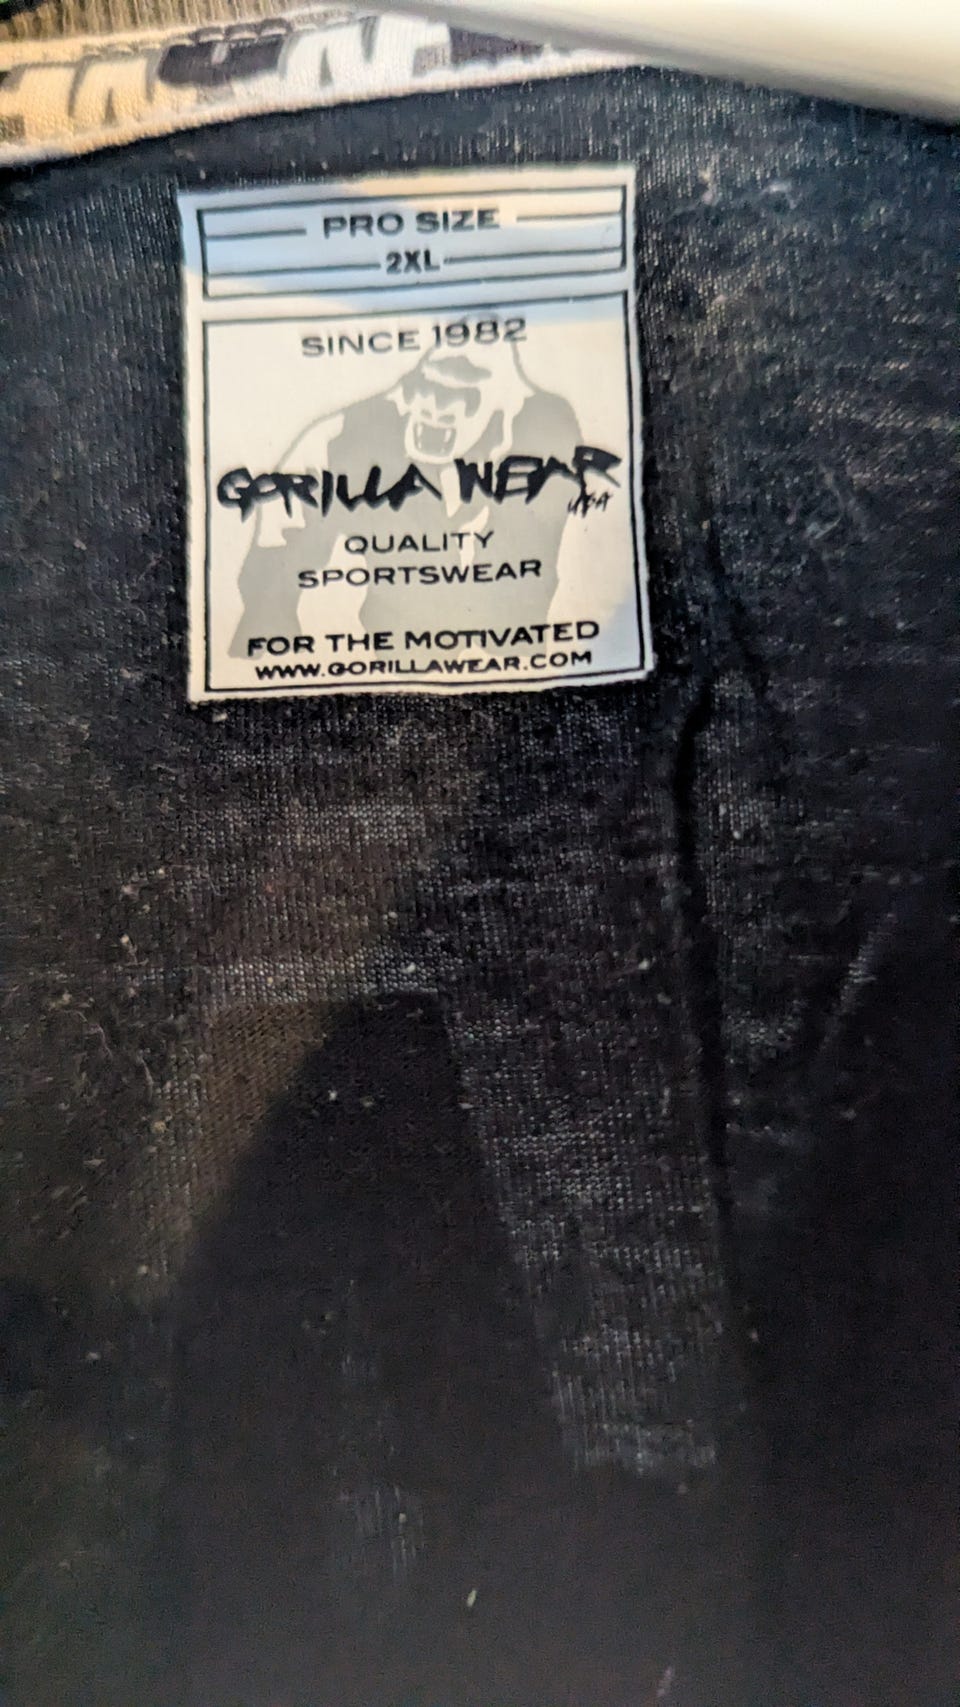 PRO SIZE
2XL
SINCE 1982
GORILLA WEAR
USA
QUALITY
SPORTSWEAR
FOR THE MOTIVATED
WWW.GORILLAWEAR.COM